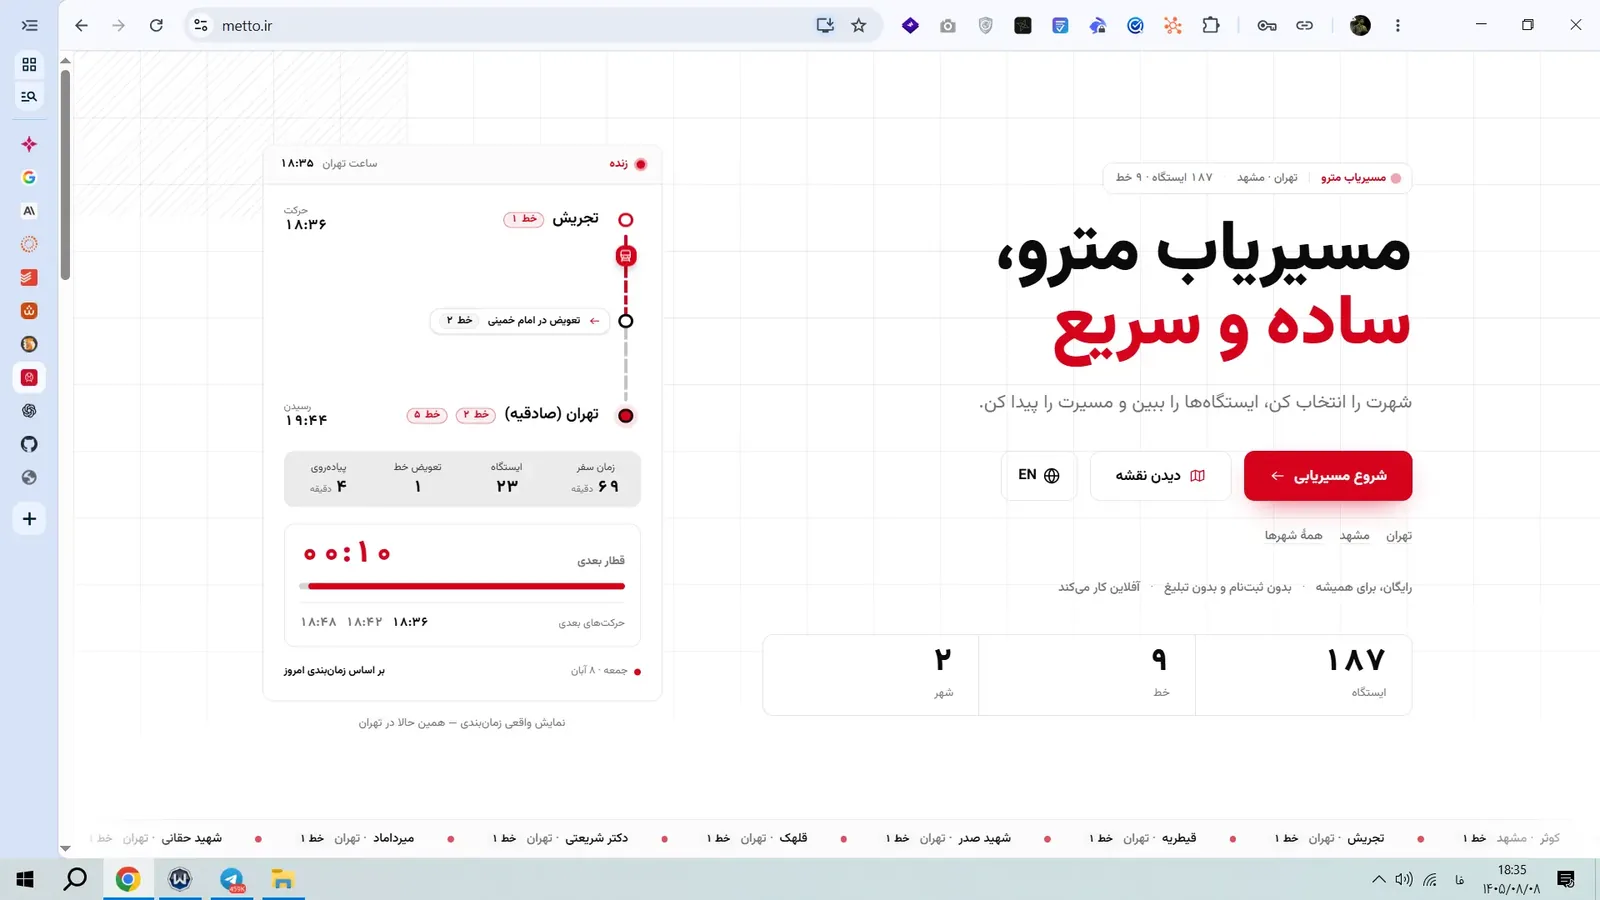 metto.ir
مسیریاب مترو | تهران · مشهد · ۱۸۷ ایستگاه · ۹ خط
مسیریاب مترو،
ساده و سریع
شهرت را انتخاب کن، ایستگاه‌ها را ببین و مسیرت را پیدا کن.
شروع مسیریابی ←
دیدن نقشه
EN
تهران مشهد همهٔ شهرها
رایگان، برای همیشه · بدون ثبت‌نام و بدون تبلیغ · آفلاین کار می‌کند
۱۸۷ ۹ ۲
ایستگاه خط شهر
زنده ساعت تهران ۱۸:۳۵
تجریش خط ۱ حرکت
۱۸:۳۶
← تعویض در امام خمینی خط ۲
تهران (صادقیه) خط ۲ خط ۵ رسیدن
۱۹:۴۴
زمان سفر ایستگاه تعویض خط پیاده‌روی
۶۹ دقیقه ۲۳ ۱ ۴ دقیقه
قطار بعدی ۰۰:۱۰
حرکت‌های بعدی ۱۸:۳۶ ۱۸:۴۲ ۱۸:۴۸
جمعه · ۸ آبان بر اساس زمان‌بندی امروز
نمایش واقعی زمان‌بندی — همین حالا در تهران
کوثر · مشهد خط ۱ • تجریش · تهران خط ۱ • قیطریه · تهران خط ۱ • شهید صدر · تهران خط ۱ • قلهک · تهران خط ۱ • دکتر شریعتی · تهران خط ۱ • میرداماد · تهران خط ۱ • شهید حقانی · تهران خط ۱
459K
فا
18:35
۱۴۰۵/۰۸/۰۸